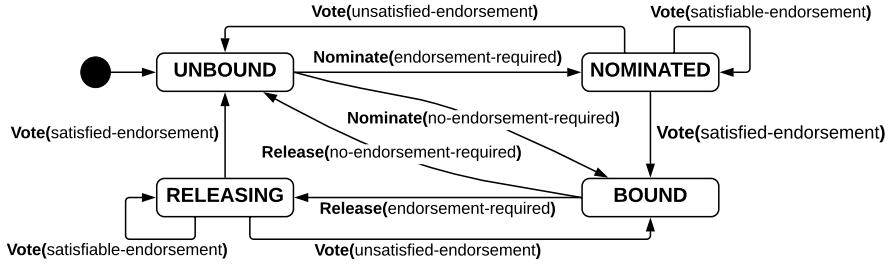 Vote(unsatisfied-endorsement)
Vote(satisfiable-endorsement)
UNBOUND
Nominate(endorsement-required)
NOMINATED
Nominate(no-endorsement-required)
Vote(satisfied-endorsement)
Vote(satisfied-endorsement)
Release(no-endorsement-required)
RELEASING
Release(endorsement-required)
BOUND
Vote(satisfiable-endorsement)
Vote(unsatisfied-endorsement)